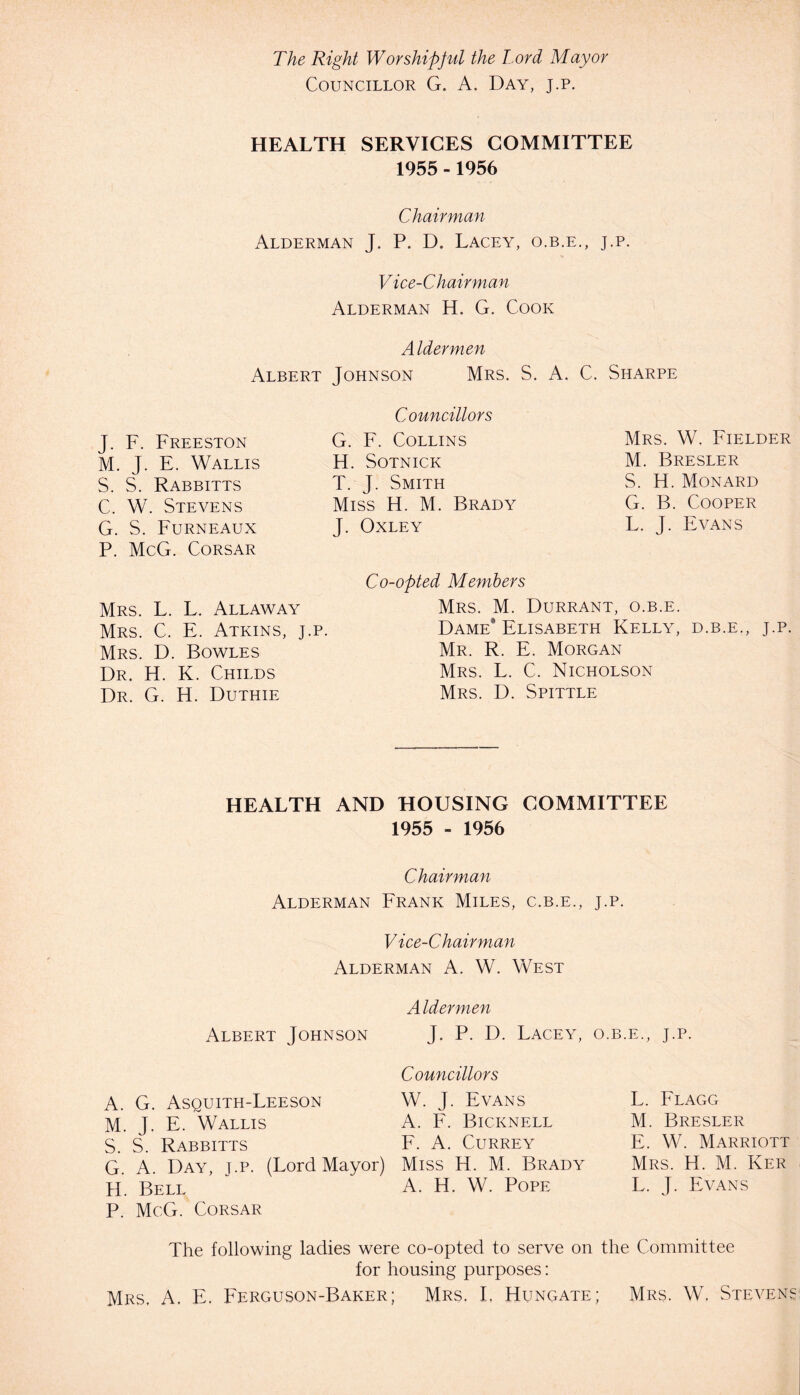 The Right Worshipful the Lord Mayor
Councillor G. A. Day, j.p.
HEALTH SERVICES COMMITTEE
1955 - 1956
Chairman
Alderman J. P. D. Lacey, o.b.e., j.p.
Vice-Chairman
Alderman H. G. Cook
Aldermen
Albert Johnson Mrs. S. A. C. Sharpe
Councillors
J. F. Freeston G. F. Collins Mrs. W. Fielder
M. J. E. Wallis H. Sotnick M. Bresler
S. S. Rabbitts T. J. Smith S. H. Monard
C. W. Stevens Miss H. M. Brady G. B. Cooper
G. S. Furneaux J. Oxley L. J. Evans
P. McG. Corsar
Co-opted Members
Mrs. L. L. Allaway Mrs. M. Durrant, o.b.e.
Mrs. C. E. Atkins, j.p. Dame Elisabeth Kelly, d.b.e., j.p.
Mrs. D. Bowles Mr. R. E. Morgan
Dr. H. K. Childs Mrs. L. C. Nicholson
Dr. G. H. Duthie Mrs. D. Spittle
HEALTH AND HOUSING COMMITTEE
1955 - 1956
Chairman
Alderman Frank Miles, c.b.e., j.p.
Vice-Chairman
Alderman A. W. West
Aldermen
Albert Johnson J. P. D. Lacey, o.b.e., j.p.
Councillors
A. G. Asquith-Leeson W. J. Evans L. Flagg
M. J. E. Wallis A. F. Bicknell M. Bresler
S. S. Rabbitts F. A. Currey E. W. Marriott
G. A. Day, j.p. (Lord Mayor) Miss H. M. Brady Mrs. H. M. Ker
H. Bell A. H. W. Pope L. J. Evans
P. McG. Corsar
The following ladies were co-opted to serve on the Committee
for housing purposes:
Mrs. A. E. Ferguson-Baker; Mrs. I. Hungate; Mrs. W. Stevens